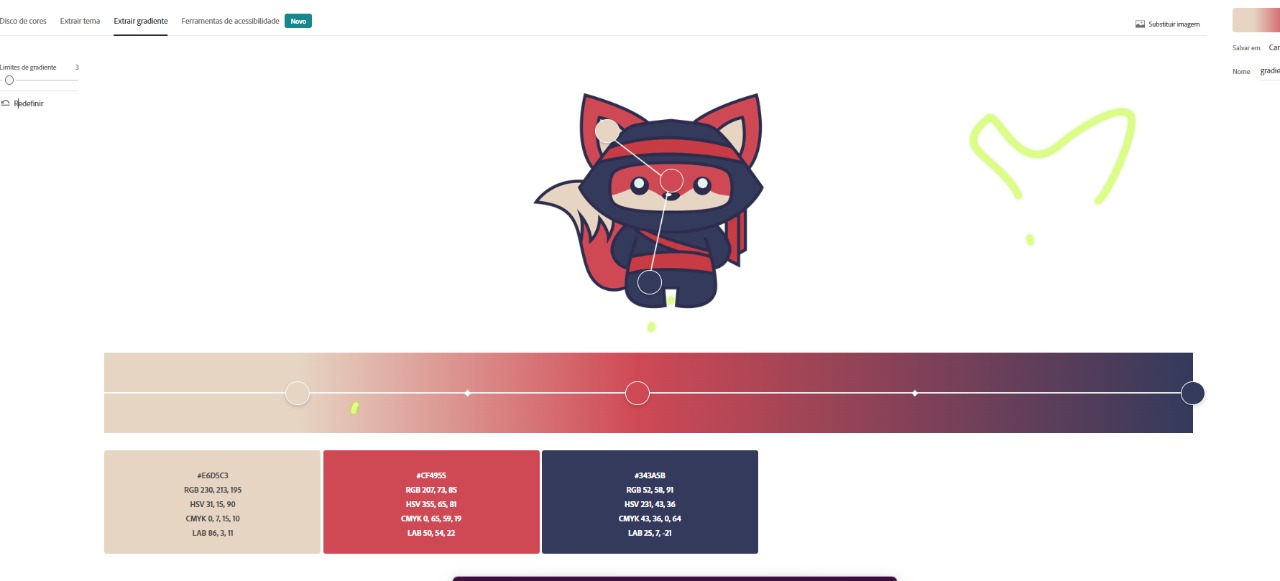 Disco de cores Extrair tema Extrair gradiente Ferramentas de acessibilidade Novo
Substituir imagem
Salvar em
Limites de gradiente 3
Nome
Redefinir
#E6D5C3
RGB 230, 213, 195
HSV 31, 15, 90
CMYK 0, 7, 15, 10
LAB 86, 3, 11
#CF4955
RGB 207, 73, 85
HSV 355, 65, 81
CMYK 0, 65, 59, 19
LAB 50, 54, 22
#343A5B
RGB 52, 58, 91
HSV 231, 43, 36
CMYK 43, 36, 0, 64
LAB 25, 7, -21